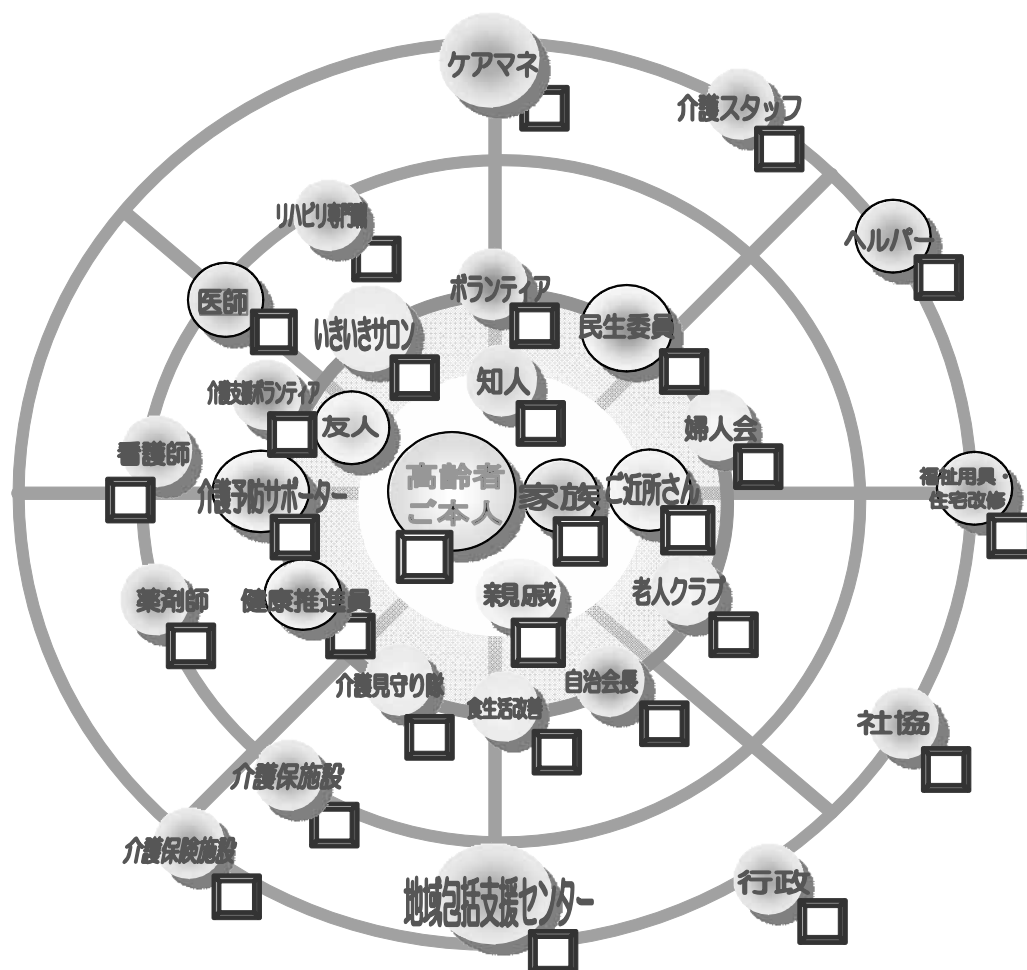 ケアマネ
介護スタッフ
リハビリ専門職
ヘルパー
医師
ボランティア
いきいきサロン
民生委員
知人
介護支援ボランティア
友人
婦人会
看護師
高齢者
ご本人
家族
ご近所さん
介護予防サポーター
福祉用具・
住宅改修
薬剤師
健康推進員
親戚
老人クラブ
介護見守り隊
食生活改善
自治会長
社協
介護保施設
介護保険施設
地域包括支援センター
行政